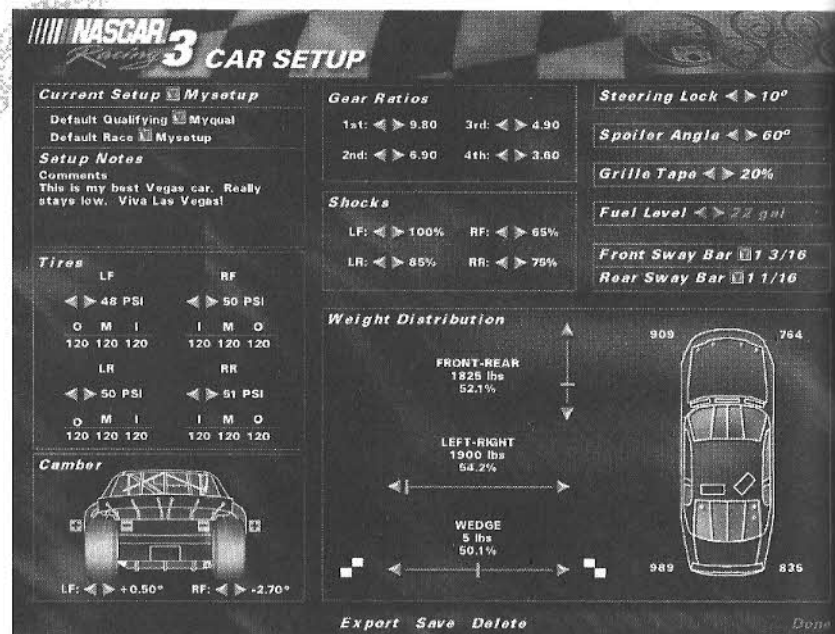 NASCAR
Racing 3 CAR SETUP
Current Setup Mysetup
Default Qualifying Myqual
Default Race Mysetup
Setup Notes
Comments
This is my best Vegas car. Really
stays low. Viva Las Vegas!
Tires
LF RF
48 PSI 50 PSI
O M I I M O
120 120 120 120 120 120
LR RR
50 PSI 51 PSI
O M I I M O
120 120 120 120 120 120
Camber
LF: +0.50° RF: -2.70°
Gear Ratios
1st: 9.80 3rd: 4.90
2nd: 6.90 4th: 3.60
Shocks
LF: 100% RF: 65%
LR: 85% RR: 75%
Steering Lock 10°
Spoiler Angle 60°
Grille Tape 20%
Fuel Level 22 gal
Front Sway Bar 1 3/16
Rear Sway Bar 1 1/16
Weight Distribution
FRONT-REAR
1825 lbs
52.1%
LEFT-RIGHT
1900 lbs
54.2%
WEDGE
5 lbs
50.1%
909 764
989 835
Export Save Delete
Done